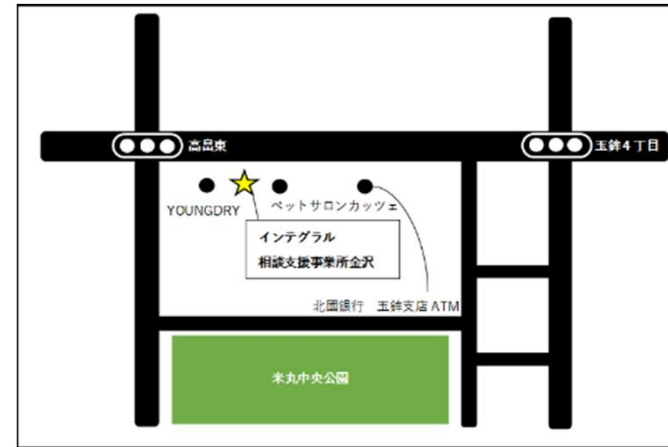 高畠東
玉鉾4丁目
YOUNGDRY
ペットサロンカッツェ
インテグラル
相談支援事業所金沢
北國銀行　玉鉾支店 ATM
米丸中央公園